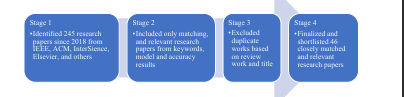 Stage 1
•Identified 245 research
papers since 2018 from
IEEE, ACM, InterSience,
Elsevier, and others
Stage 2
•Included only matching,
and relevant research
papers from keywords,
model and accuracy
results
Stage 3
•Excluded
duplicate
works based
on review
work and title
Stage 4
•Finalized and
shortlisted 46
closely matched
and relevant
research papers